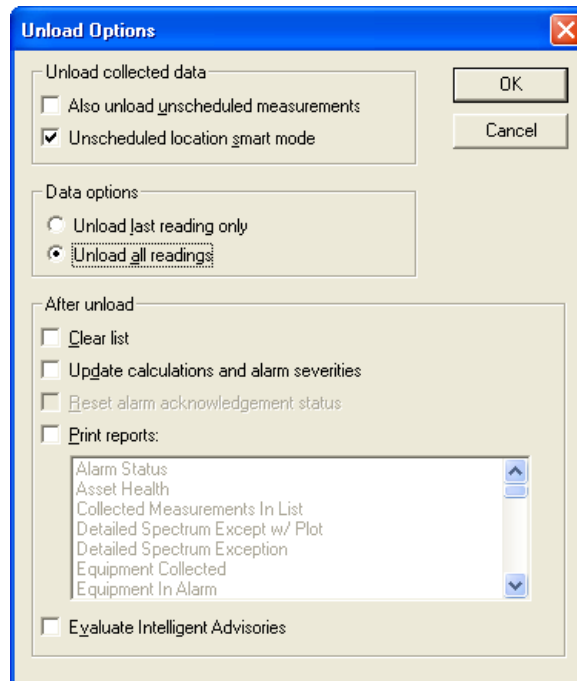 Unload Options
Unload collected data
OK
Also unload unscheduled measurements
Unscheduled location smart mode
Cancel
Data options
Unload last reading only
Unload all readings
After unload
Clear list
Update calculations and alarm severities
Reset alarm acknowledgement status
Print reports:
Alarm Status
Asset Health
Collected Measurements In List
Detailed Spectrum Except w/ Plot
Detailed Spectrum Exception
Equipment Collected
Equipment In Alarm
Evaluate Intelligent Advisories